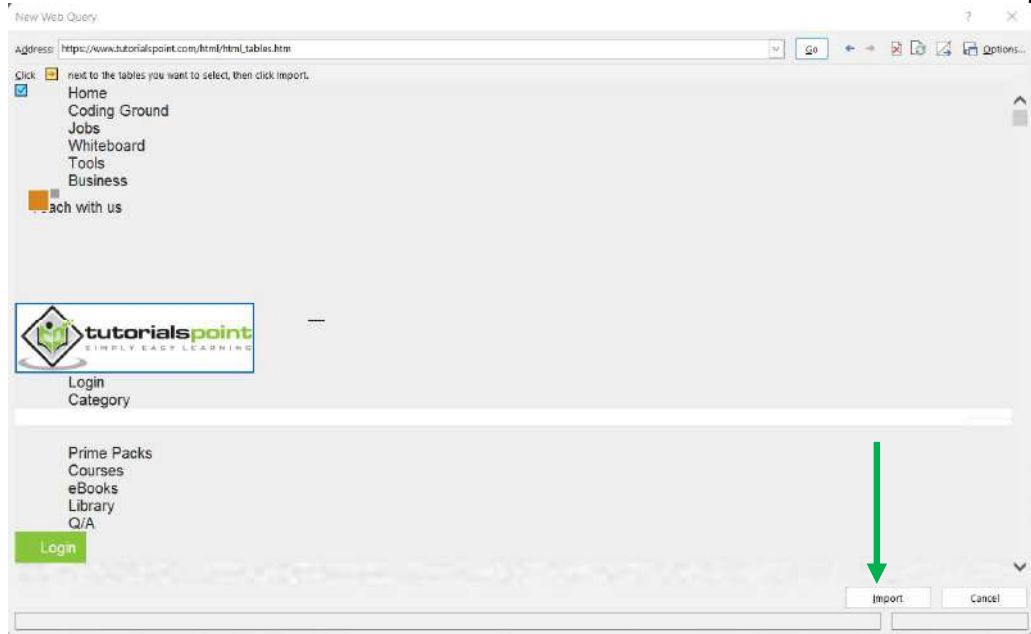 New Web Query
Address: https://www.tutorialspoint.com/html/html_tables.htm Go Options...
Click next to the tables you want to select, then click Import.
Home
Coding Ground
Jobs
Whiteboard
Tools
Business
ach with us
tutorialspoint
SIMPLY EASY LEARNING
Login
Category
Prime Packs
Courses
eBooks
Library
Q/A
Login
Import Cancel